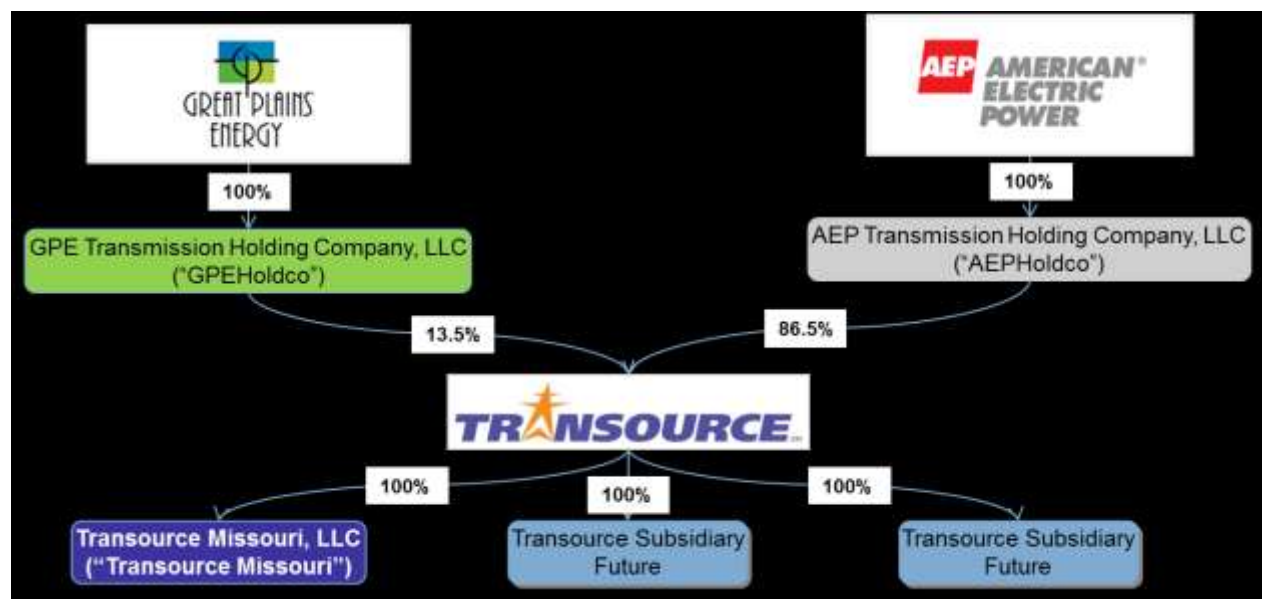 GREAT PLAINS
ENERGY
AEP AMERICAN®
ELECTRIC
POWER
100%
100%
GPE Transmission Holding Company, LLC
("GPEHoldco")
AEP Transmission Holding Company, LLC
("AEPHoldco")
13.5%
86.5%
TRANSOURCE
100%
100%
100%
Transource Missouri, LLC
("Transource Missouri")
Transource Subsidiary
Future
Transource Subsidiary
Future